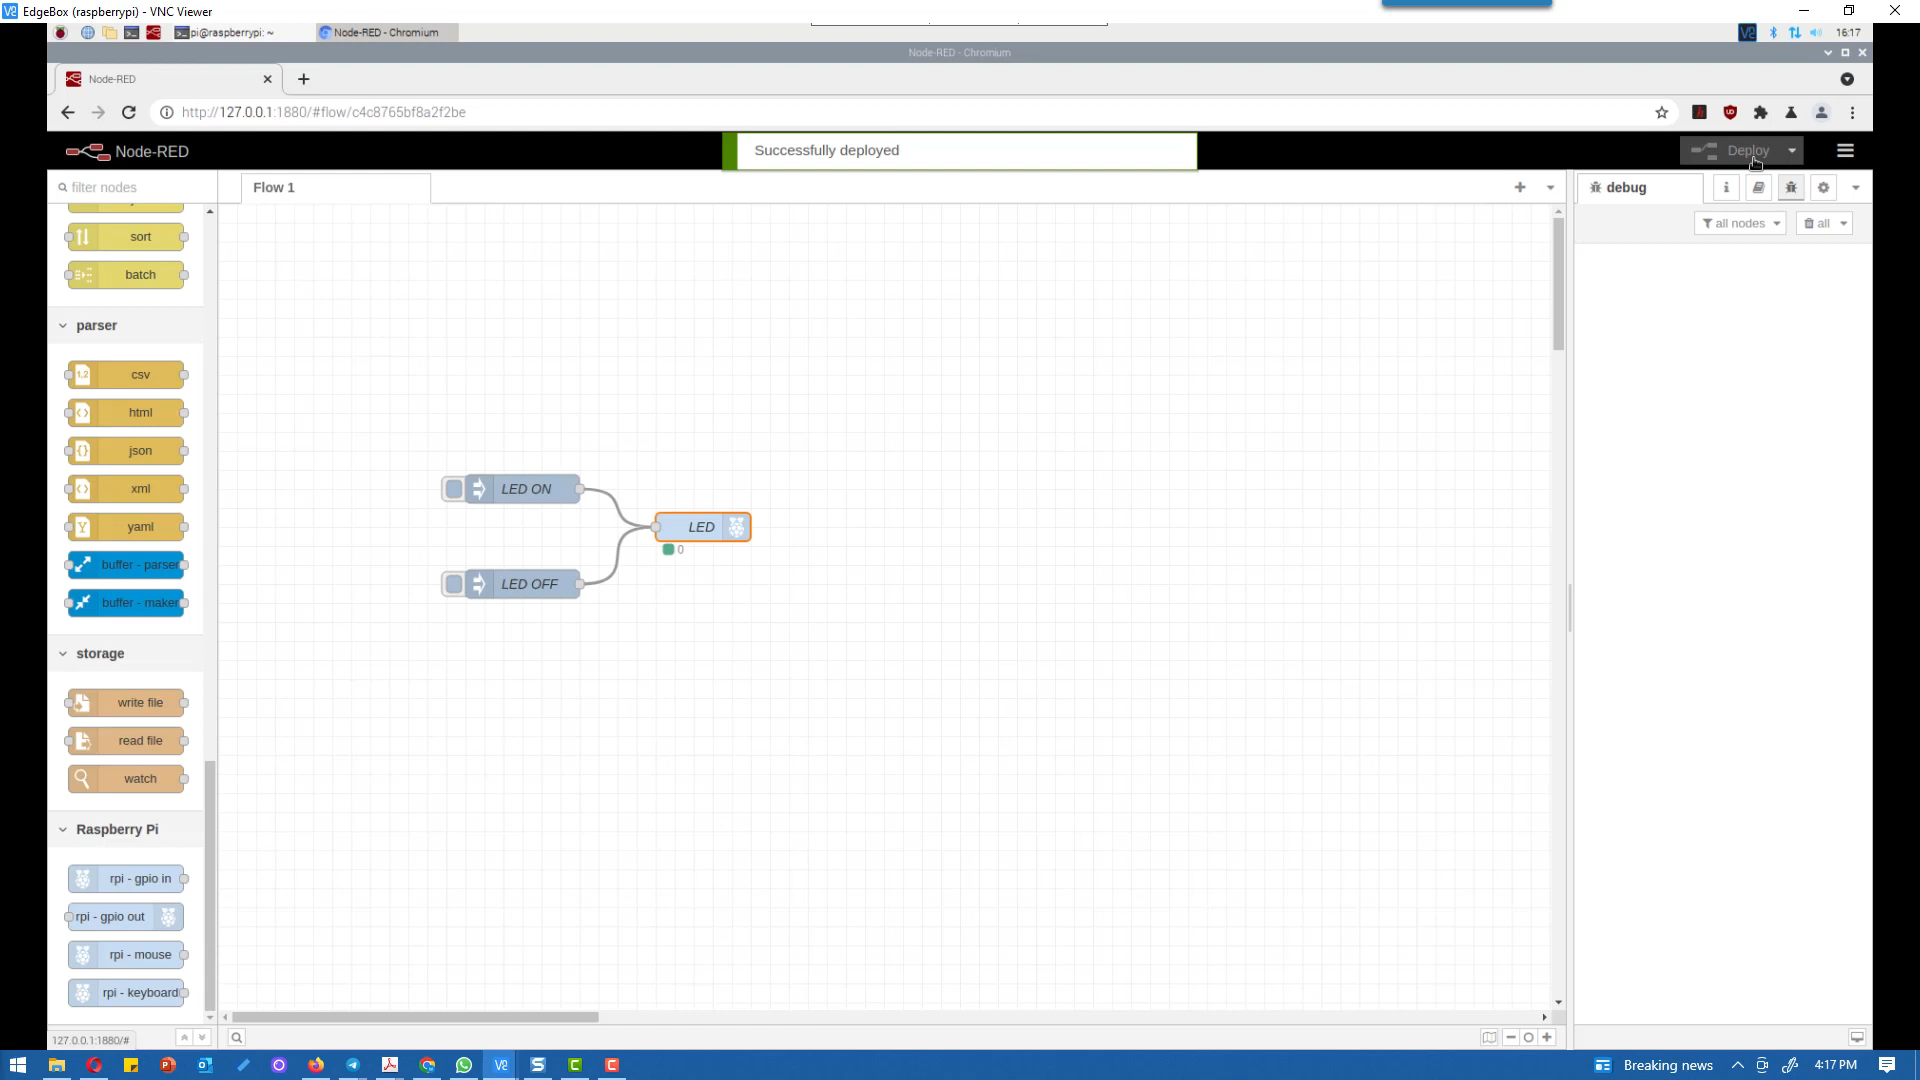 EdgeBox (raspberrypi) - VNC Viewer
pi@raspberrypi: ~
Node-RED - Chromium
16:17
Node-RED - Chromium
Node-RED
http://127.0.0.1:1880/#flow/c4c8765bf8a2f2be
Node-RED
Successfully deployed
Deploy
filter nodes
Flow 1
debug
all nodes
all
sort
batch
parser
csv
html
json
xml
yaml
buffer - parser
buffer - maker
storage
write file
read file
watch
Raspberry Pi
rpi - gpio in
rpi - gpio out
rpi - mouse
rpi - keyboard
LED ON
LED
0
LED OFF
127.0.0.1:1880/#
Breaking news
4:17 PM